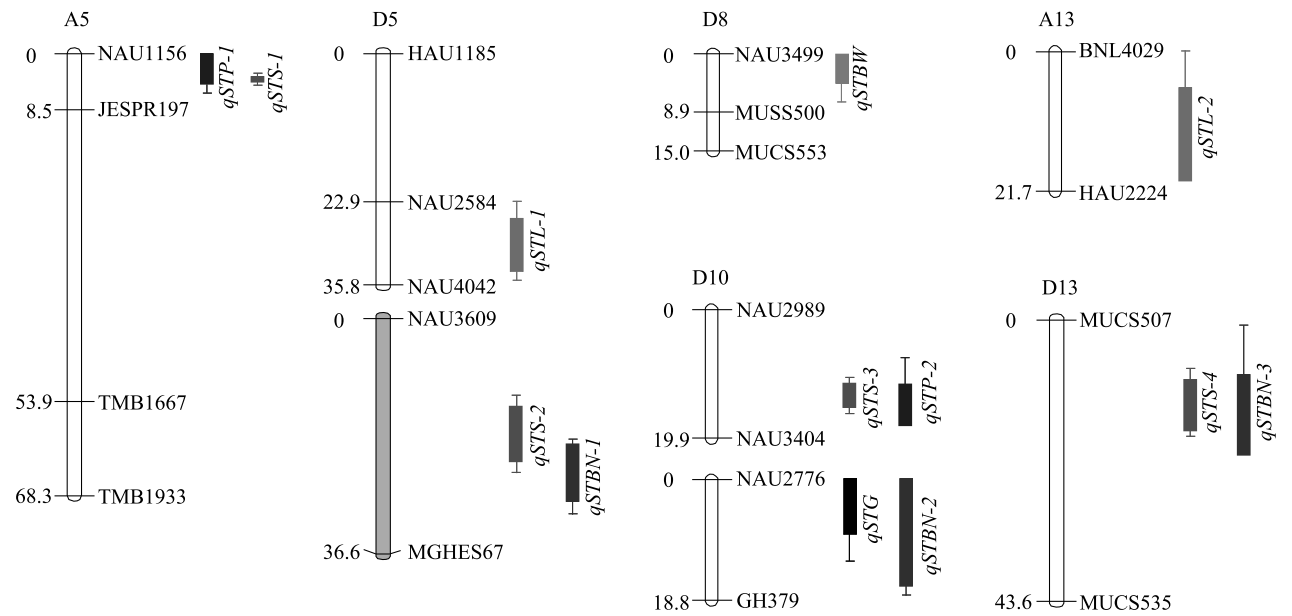 A5
0 NAU1156
8.5 JESPR197
53.9 TMB1667
68.3 TMB1933
qSTP-1
qSTS-1
D5
0 HAU1185
22.9 NAU2584
35.8 NAU4042
qSTL-1
0 NAU3609
36.6 MGHES67
qSTS-2
qSTBN-1
D8
0 NAU3499
8.9 MUSS500
15.0 MUCS553
qSTBW
D10
0 NAU2989
19.9 NAU3404
qSTS-3
qSTP-2
0 NAU2776
18.8 GH379
qSTG
qSTBN-2
A13
0 BNL4029
21.7 HAU2224
qSTL-2
D13
0 MUCS507
43.6 MUCS535
qSTS-4
qSTBN-3